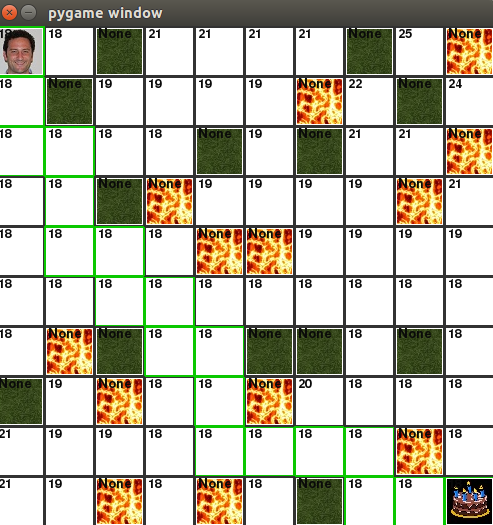 pygame window
18 18 None 21 21 21 21 None 25 None
18 None 19 19 19 19 None 22 None 24
18 18 18 18 None 19 None 21 21 None
18 18 None None 19 19 19 19 None 21
18 18 18 18 None None 19 19 19 19
18 18 18 18 18 18 18 18 18 18
18 None None 18 18 None None 18 None 18
None 19 None 18 18 None 20 18 18 18
21 19 19 18 18 18 18 18 None 18
21 19 None 18 None 18 None 18 18